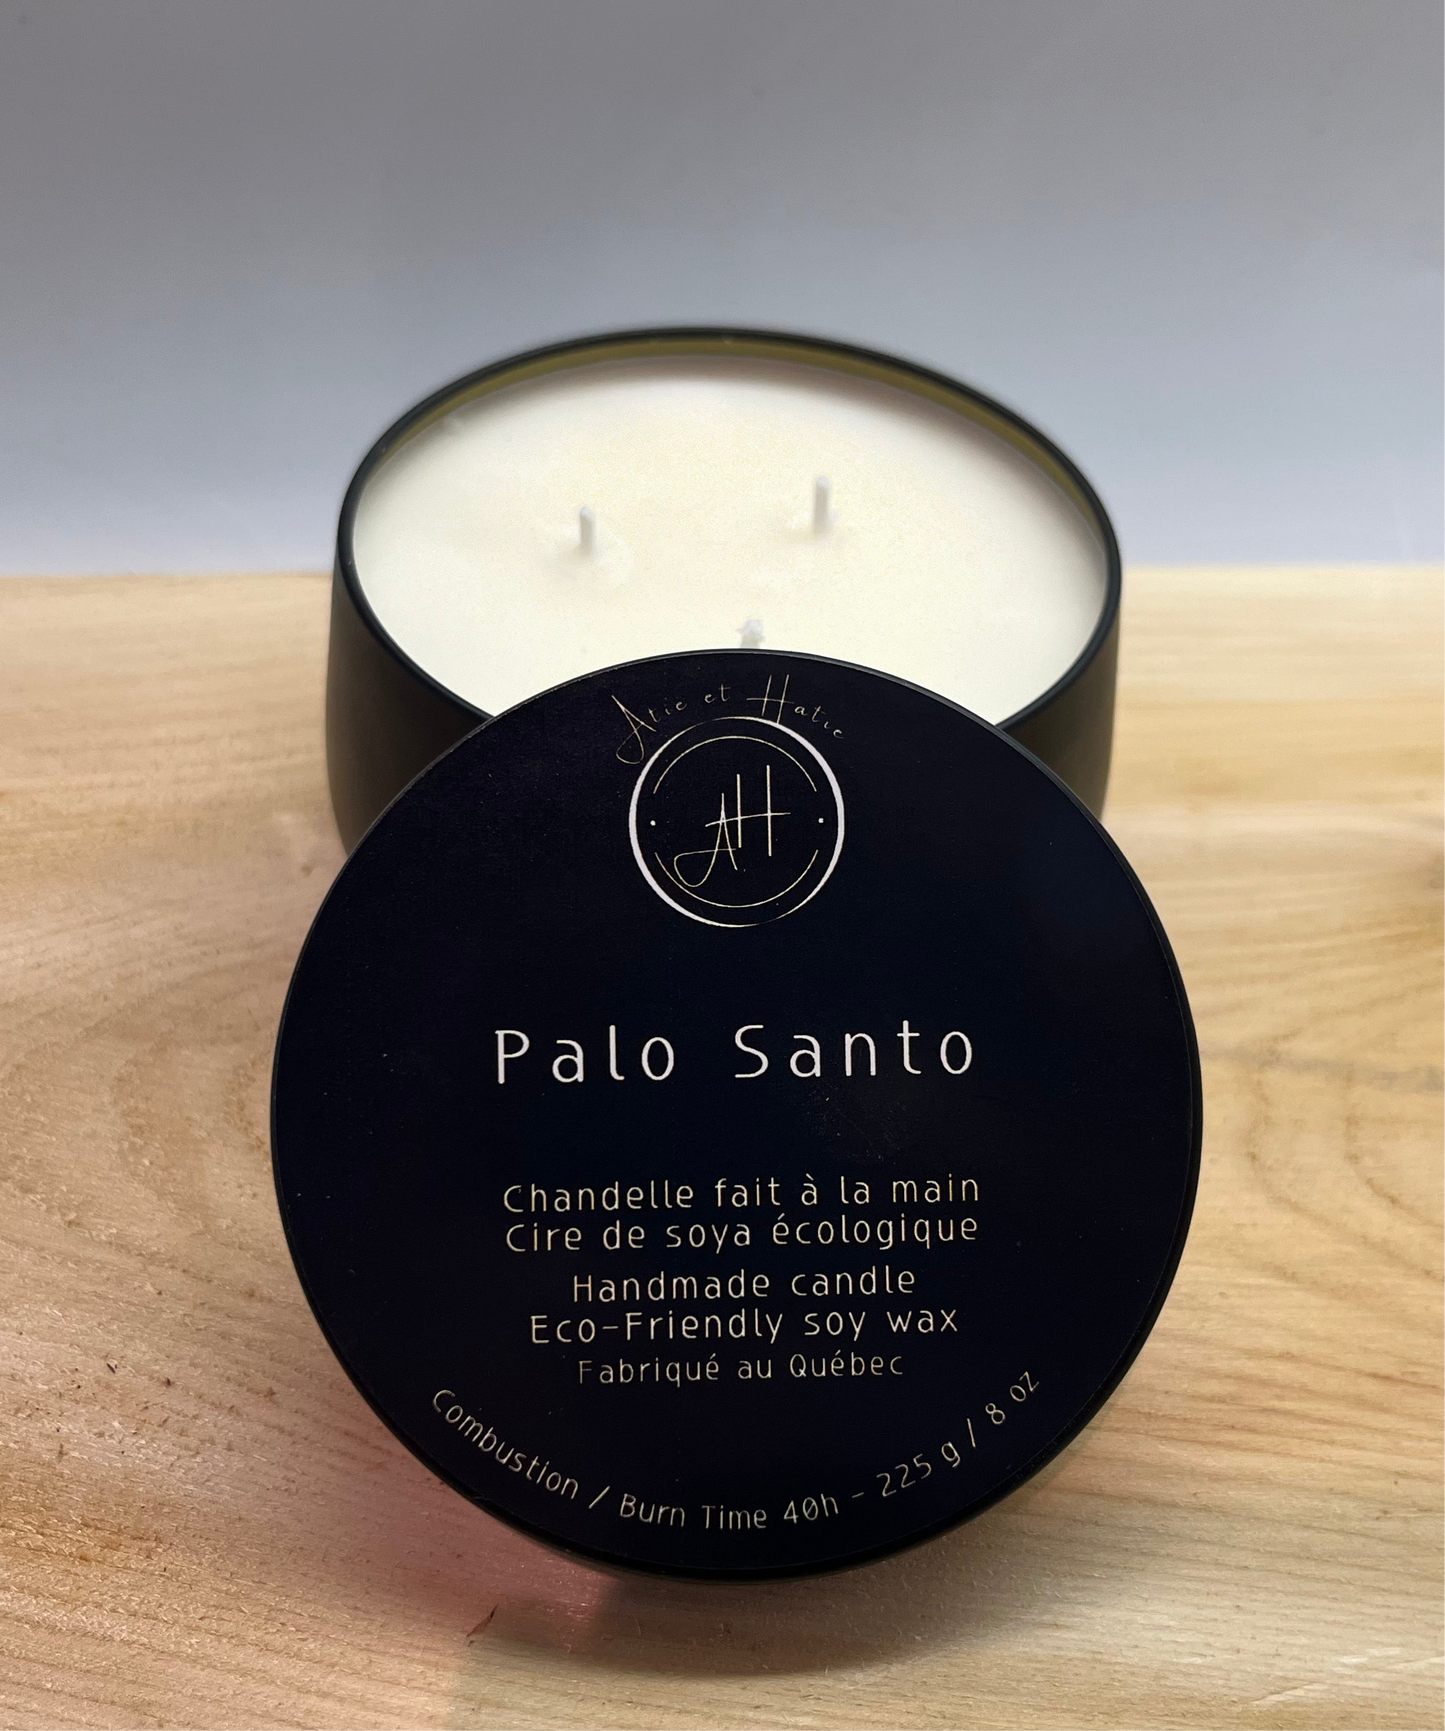 Atie et Hatie
AH
Palo Santo
Chandelle fait à la main
Cire de soya écologique
Handmade candle
Eco-Friendly soy wax
Fabriqué au Québec
Combustion / Burn Time 40h - 225 g / 8 oz